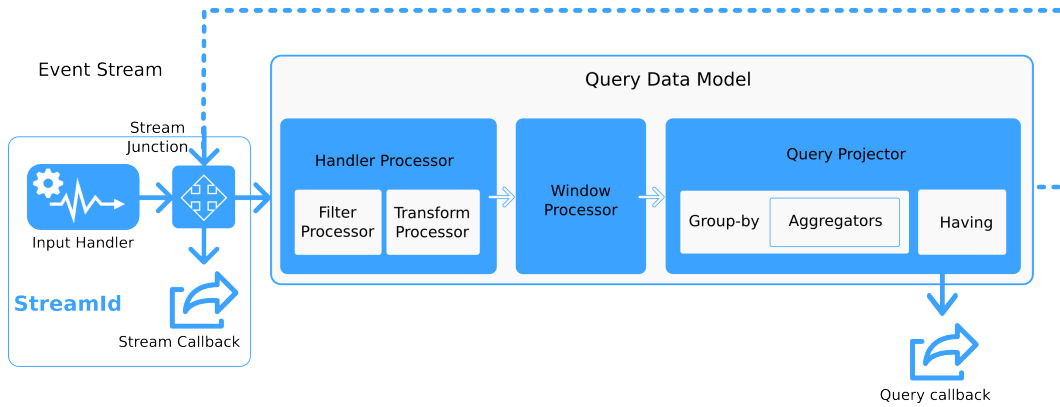 Event Stream
Query Data Model
Stream
Junction
Handler Processor
Query Projector
Window
Processor
Filter
Processor
Transform
Processor
Group-by
Aggregators
Having
Input Handler
StreamId
Stream Callback
Query callback